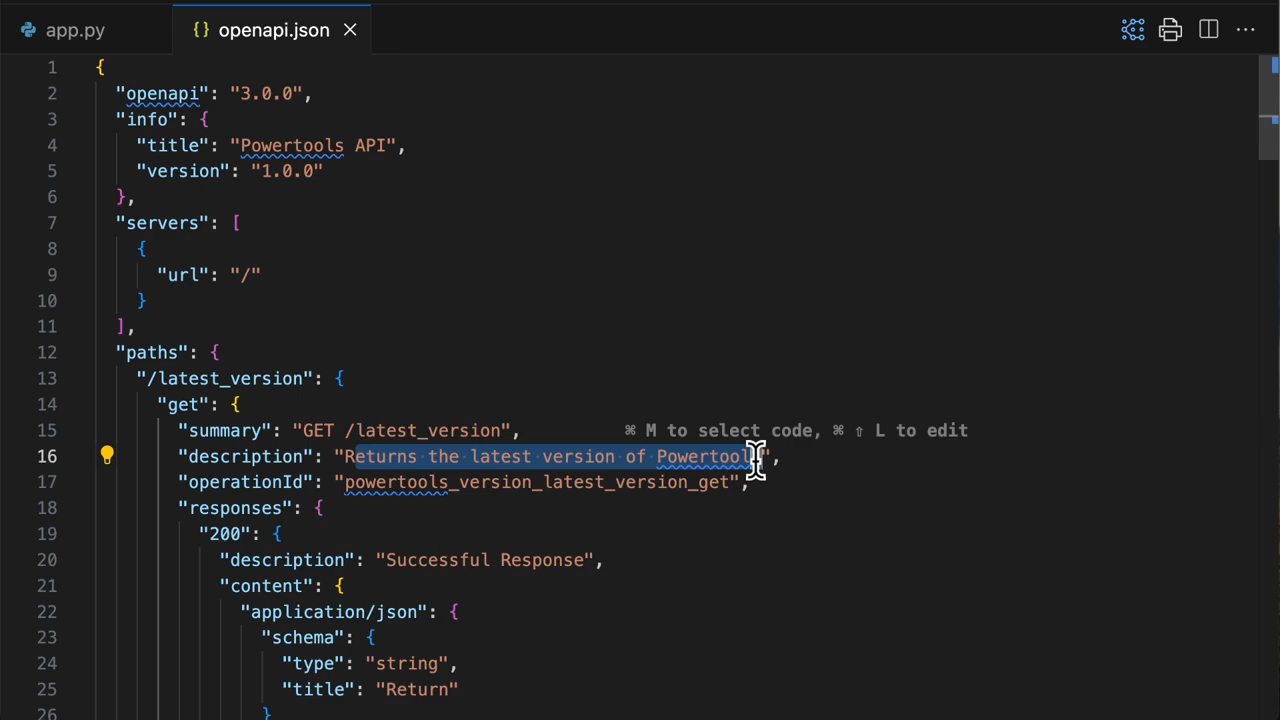 app.py
{} openapi.json
1 {
2 "openapi": "3.0.0",
3 "info": {
4 "title": "Powertools API",
5 "version": "1.0.0"
6 },
7 "servers": [
8 {
9 "url": "/"
10 }
11 ],
12 "paths": {
13 "/latest_version": {
14 "get": {
15 "summary": "GET /latest_version", ⌘ M to select code, ⌘ ⇧ L to edit
16 "description": "Returns the latest version of Powertools",
17 "operationId": "powertools_version_latest_version_get",
18 "responses": {
19 "200": {
20 "description": "Successful Response",
21 "content": {
22 "application/json": {
23 "schema": {
24 "type": "string",
25 "title": "Return"
26 }